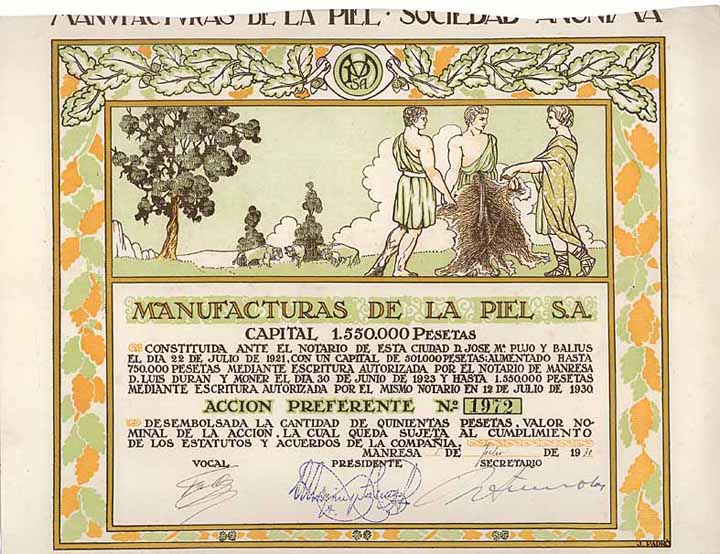 MANUFACTURAS DE LA PIEL · SOCIEDAD ANONIMA
M SA
MANUFACTURAS DE LA PIEL S.A.
CAPITAL 1.550.000 PESETAS
CONSTITUIDA ANTE EL NOTARIO DE ESTA CIUDAD D. JOSE Mª PUJO Y BALIUS
EL DIA 22 DE JULIO DE 1921, CON UN CAPITAL DE 501.000 PESETAS; AUMENTADO HASTA
750.000 PESETAS MEDIANTE ESCRITURA AUTORIZADA POR EL NOTARIO DE MANRESA
D. LUIS DURAN Y MONER EL DIA 30 DE JUNIO DE 1923 Y HASTA 1.550.000 PESETAS
MEDIANTE ESCRITURA AUTORIZADA POR EL MISMO NOTARIO EN 12 DE JULIO DE 1930
ACCION PREFERENTE Nº 1972
DESEMBOLSADA LA CANTIDAD DE QUINIENTAS PESETAS, VALOR NO-
MINAL DE LA ACCION, LA CUAL QUEDA SUJETA AL CUMPLIMIENTO
DE LOS ESTATUTOS Y ACUERDOS DE LA COMPAÑIA.
MANRESA DE julio DE 1930
VOCAL PRESIDENTE SECRETARIO